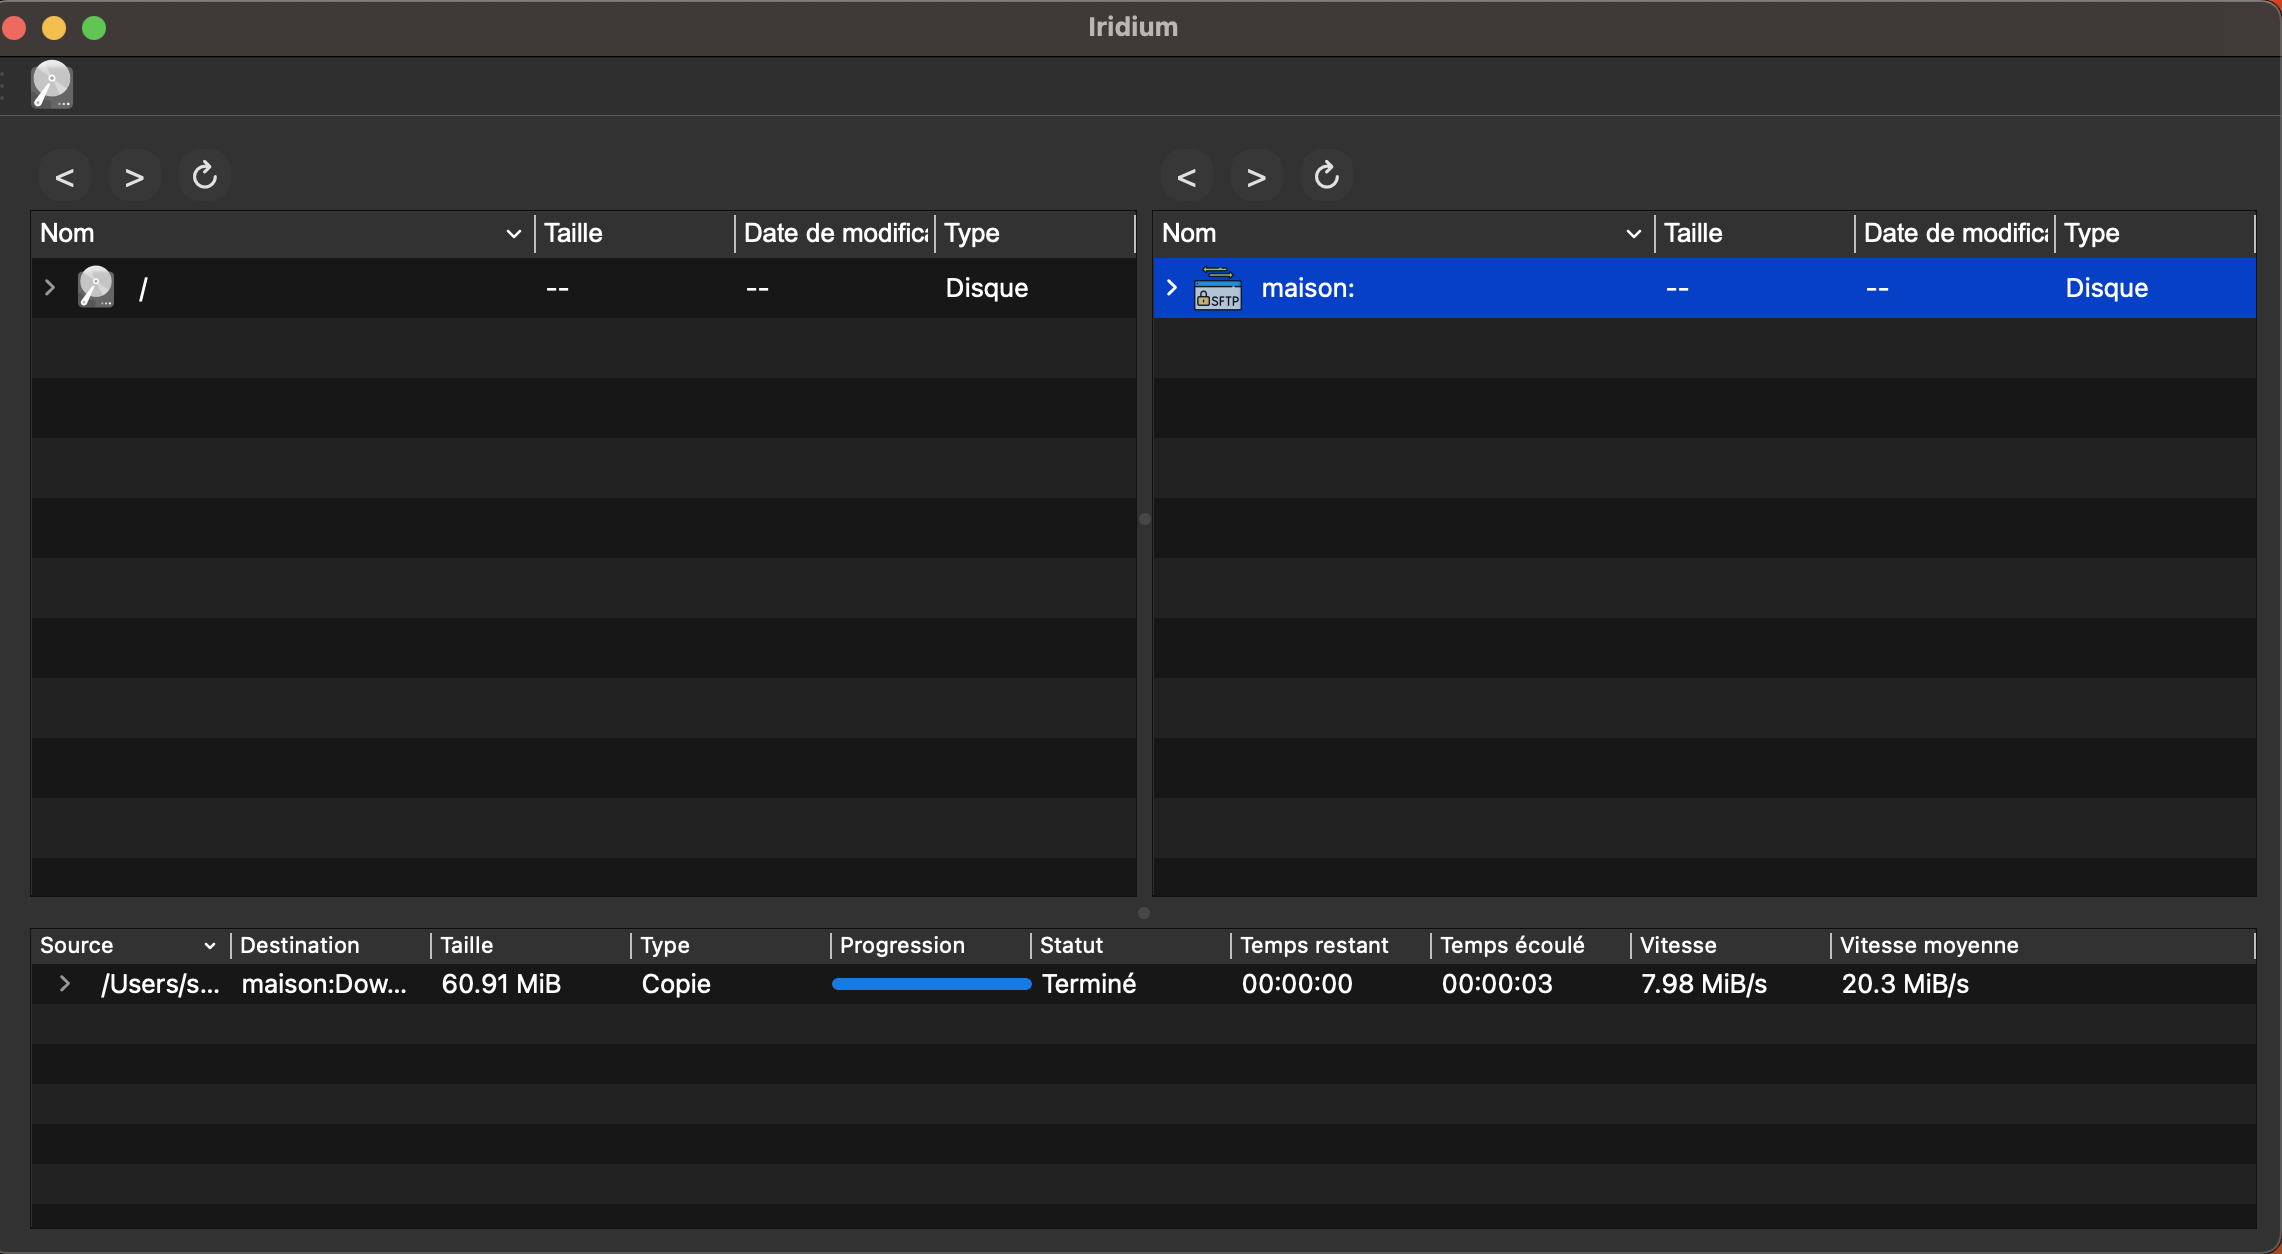 Iridium
< >
< >
Nom Taille Date de modific Type
/ -- -- Disque
Nom Taille Date de modific Type
SFTP maison: -- -- Disque
Source Destination Taille Type Progression Statut Temps restant Temps écoulé Vitesse Vitesse moyenne
/Users/s... maison:Dow... 60.91 MiB Copie Terminé 00:00:00 00:00:03 7.98 MiB/s 20.3 MiB/s